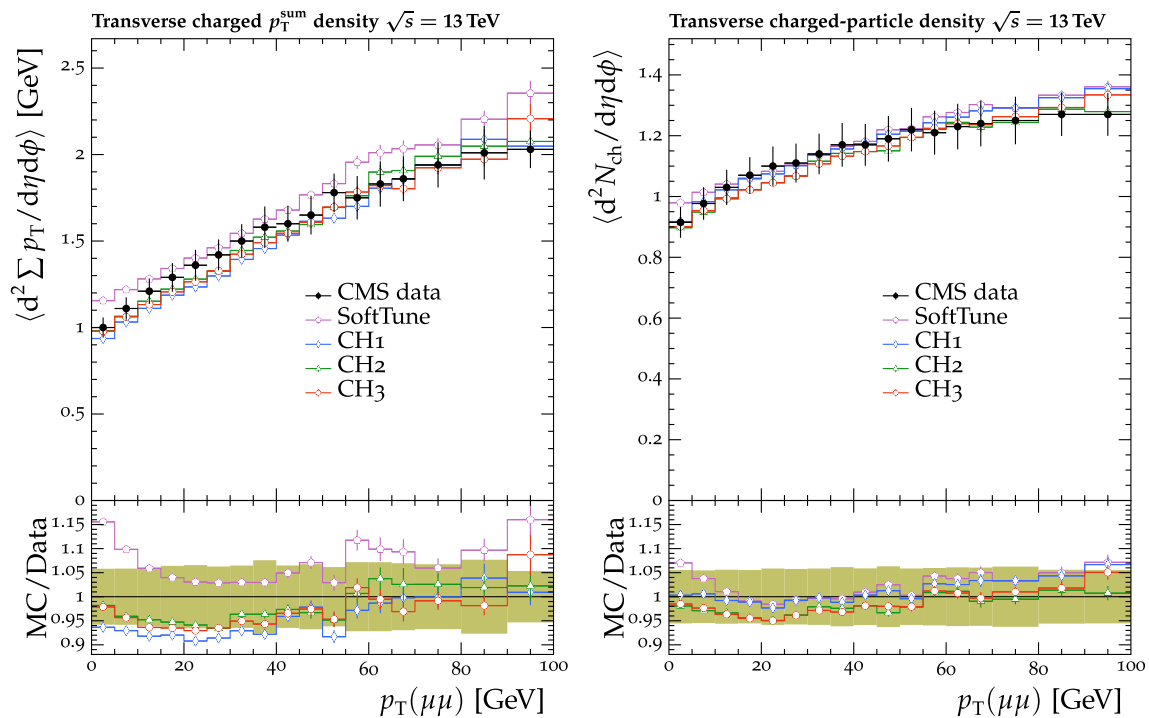 Transverse charged p_T^sum density √s = 13 TeV
⟨d² ∑ p_T / dηdϕ⟩ [GeV]
2.5
2
1.5
1
0.5
0
CMS data
SoftTune
CH1
CH2
CH3
MC/Data
1.15
1.1
1.05
1
0.95
0.9
0 20 40 60 80 100
p_T(μμ) [GeV]
Transverse charged-particle density √s = 13 TeV
⟨d² N_ch / dηdϕ⟩
1.4
1.2
1
0.8
0.6
0.4
0.2
0
CMS data
SoftTune
CH1
CH2
CH3
MC/Data
1.15
1.1
1.05
1
0.95
0.9
0 20 40 60 80 100
p_T(μμ) [GeV]